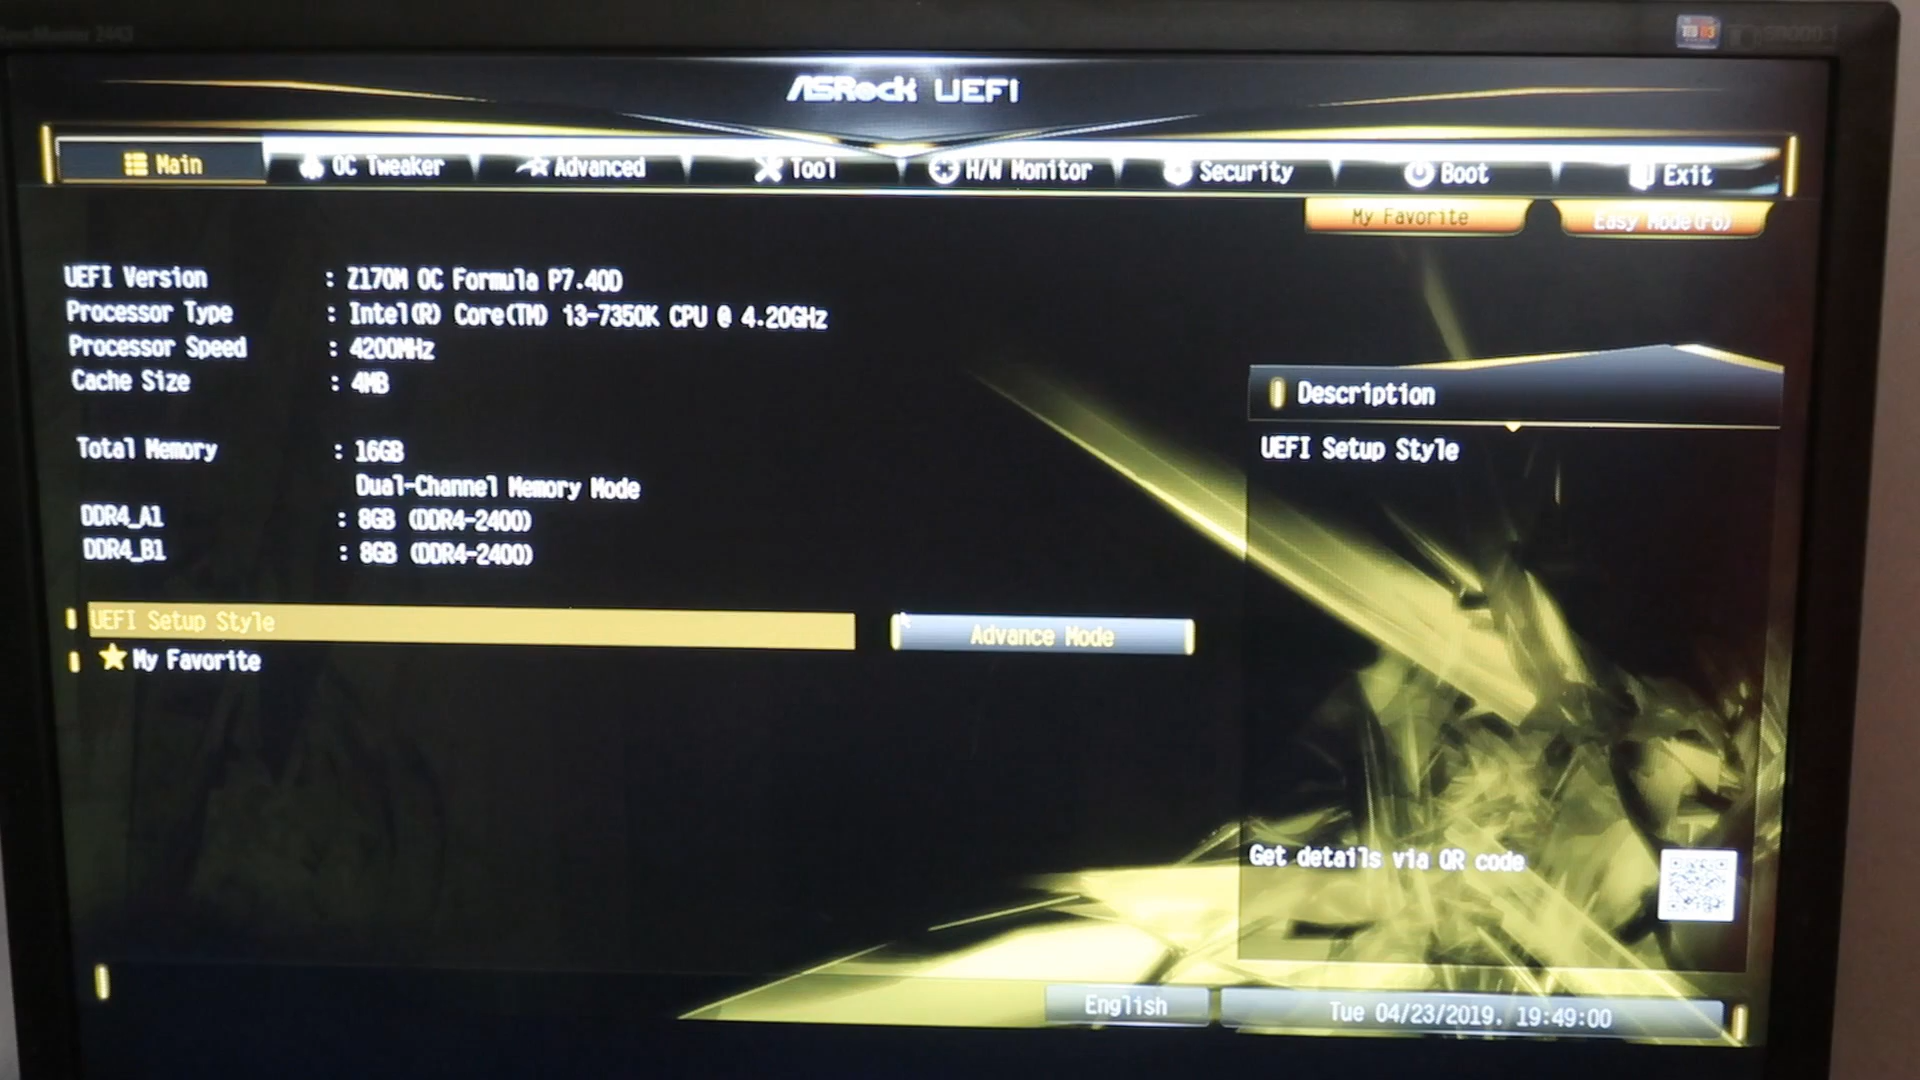 ASRock UEFI
Main
OC Tweaker
Advanced
Tool
H/W Monitor
Security
Boot
Exit
My Favorite
Easy Mode(F6)
UEFI Version : Z170M OC Formula P7.40D
Processor Type : Intel(R) Core(TM) i3-7350K CPU @ 4.20GHz
Processor Speed : 4200MHz
Cache Size : 4MB
Total Memory : 16GB
Dual-Channel Memory Mode
DDR4_A1 : 8GB (DDR4-2400)
DDR4_B1 : 8GB (DDR4-2400)
UEFI Setup Style
Advance Mode
My Favorite
Description
UEFI Setup Style
Get details via QR code
English
Tue 04/23/2019, 19:49:00